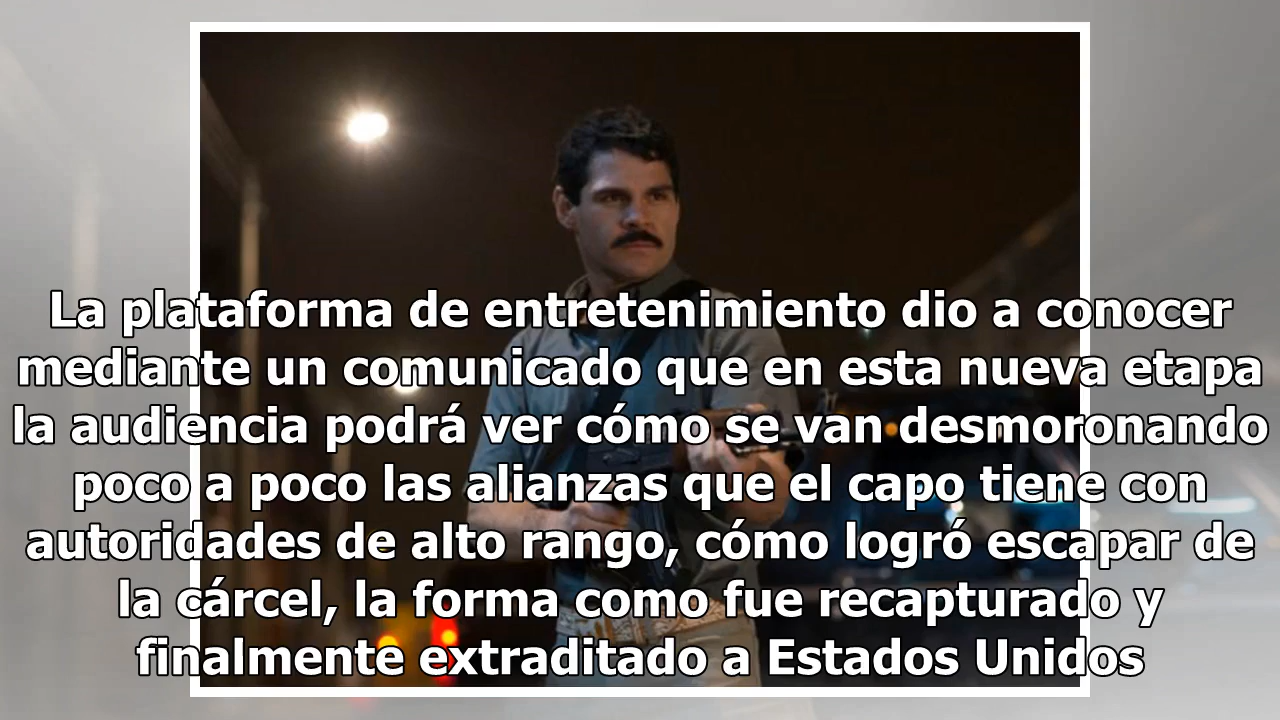 La plataforma de entretenimiento dio a conocer
mediante un comunicado que en esta nueva etapa
la audiencia podrá ver cómo se van desmoronando
poco a poco las alianzas que el capo tiene con
autoridades de alto rango, cómo logró escapar de
la cárcel, la forma como fue recapturado y
finalmente extraditado a Estados Unidos